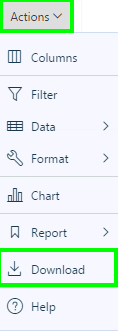 Actions
Columns
Filter
Data
Format
Chart
Report
Download
Help